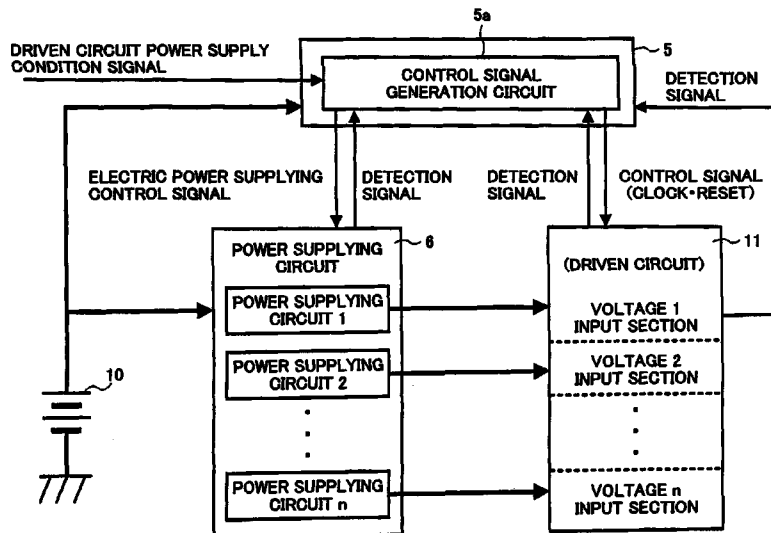 5a
5
DRIVEN CIRCUIT POWER SUPPLY
CONDITION SIGNAL
CONTROL SIGNAL
GENERATION CIRCUIT
DETECTION
SIGNAL
ELECTRIC POWER SUPPLYING
CONTROL SIGNAL
DETECTION
SIGNAL
DETECTION
SIGNAL
CONTROL SIGNAL
(CLOCK•RESET)
POWER SUPPLYING
CIRCUIT
6
11
(DRIVEN CIRCUIT)
POWER SUPPLYING
CIRCUIT 1
VOLTAGE 1
INPUT SECTION
POWER SUPPLYING
CIRCUIT 2
VOLTAGE 2
INPUT SECTION
10
POWER SUPPLYING
CIRCUIT n
VOLTAGE n
INPUT SECTION